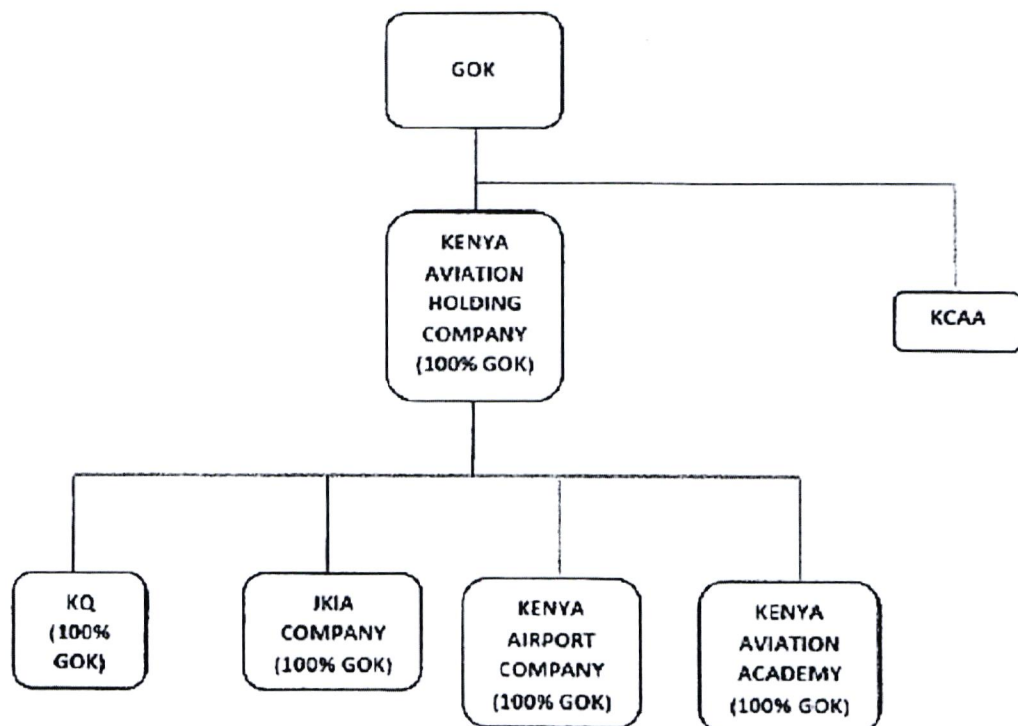 GOK
KENYA
AVIATION
HOLDING
COMPANY
(100% GOK)
KCAA
KQ
(100%
GOK)
JKIA
COMPANY
(100% GOK)
KENYA
AIRPORT
COMPANY
(100% GOK)
KENYA
AVIATION
ACADEMY
(100% GOK)